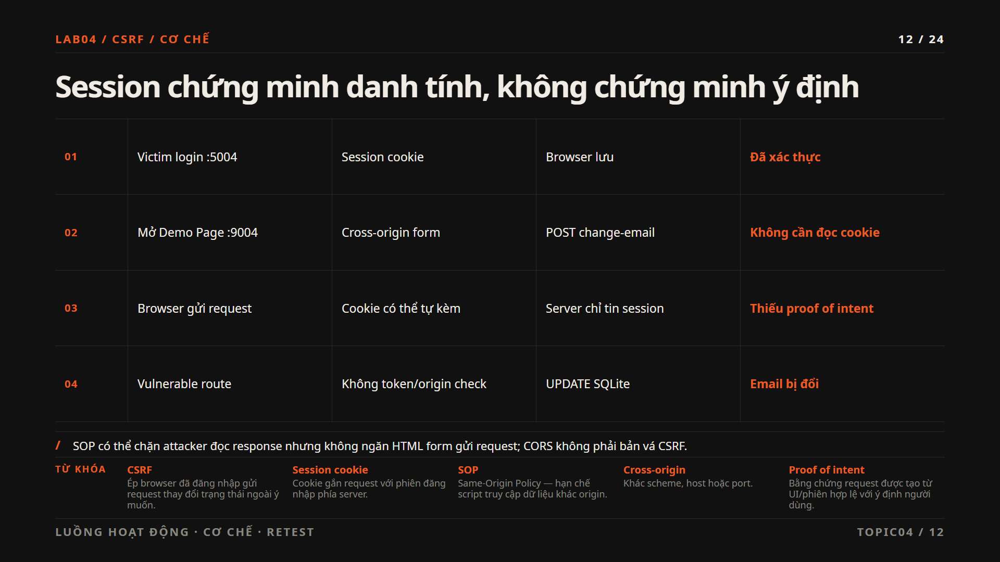 LAB04 / CSRF / CƠ CHẾ
12 / 24
Session chứng minh danh tính, không chứng minh ý định
01
Victim login :5004
Session cookie
Browser lưu
Đã xác thực
02
Mở Demo Page :9004
Cross-origin form
POST change-email
Không cần đọc cookie
03
Browser gửi request
Cookie có thể tự kèm
Server chỉ tin session
Thiếu proof of intent
04
Vulnerable route
Không token/origin check
UPDATE SQLite
Email bị đổi
/ SOP có thể chặn attacker đọc response nhưng không ngăn HTML form gửi request; CORS không phải bản vá CSRF.
TỪ KHÓA
CSRF
Ép browser đã đăng nhập gửi
request thay đổi trạng thái ngoài ý
muốn.
Session cookie
Cookie gắn request với phiên đăng
nhập phía server.
SOP
Same-Origin Policy — hạn chế
script truy cập dữ liệu khác origin.
Cross-origin
Khác scheme, host hoặc port.
Proof of intent
Bằng chứng request được tạo từ
UI/phiên hợp lệ với ý định người
dùng.
LUỒNG HOẠT ĐỘNG · CƠ CHẾ · RETEST
TOPIC04 / 12